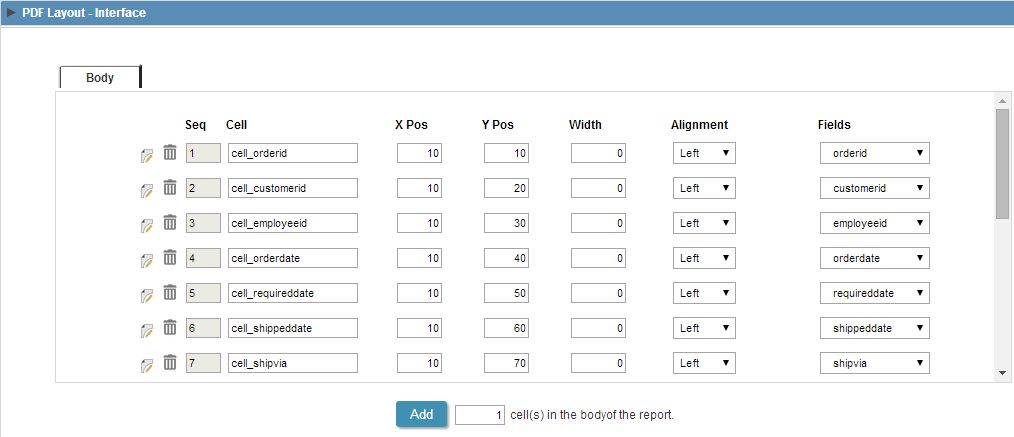 PDF Layout - Interface
Body
Seq Cell X Pos Y Pos Width Alignment Fields
1 cell_orderid 10 10 0 Left orderid
2 cell_customerid 10 20 0 Left customerid
3 cell_employeeid 10 30 0 Left employeeid
4 cell_orderdate 10 40 0 Left orderdate
5 cell_requireddate 10 50 0 Left requireddate
6 cell_shippeddate 10 60 0 Left shippeddate
7 cell_shipvia 10 70 0 Left shipvia
Add 1 cell(s) in the bodyof the report.